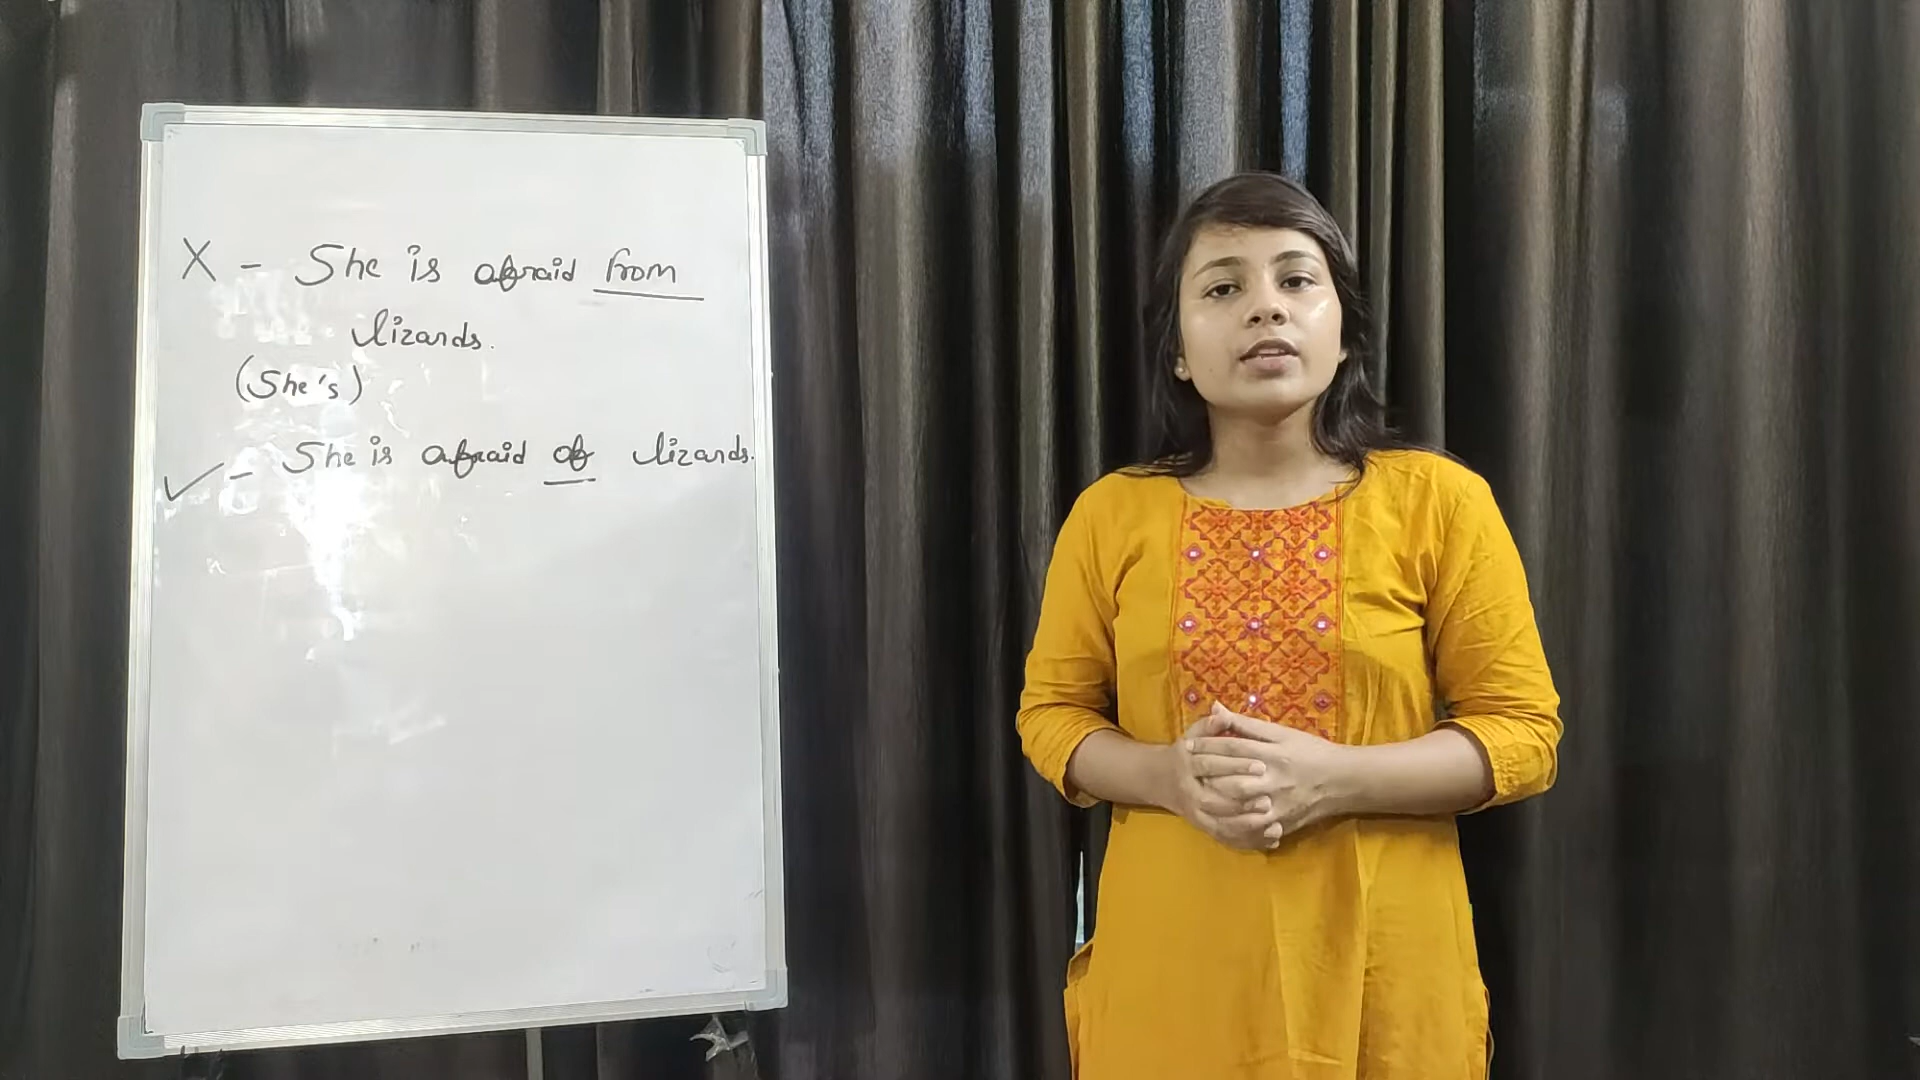 X - She is afraid from
lizards.
(She's)
✓ - She is afraid of lizards.